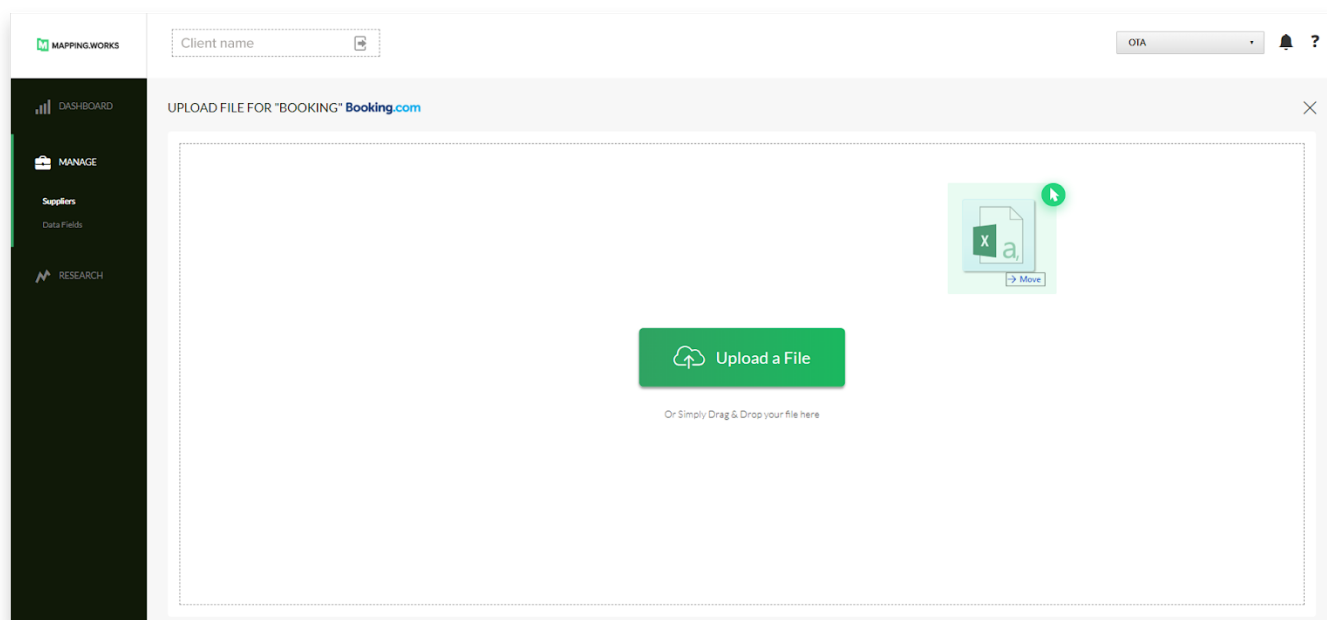 MAPPING.WORKS
Client name
OTA
?
DASHBOARD
UPLOAD FILE FOR "BOOKING" Booking.com
MANAGE
Suppliers
Data Fields
RESEARCH
X a,
→ Move
Upload a File
Or Simply Drag & Drop your file here